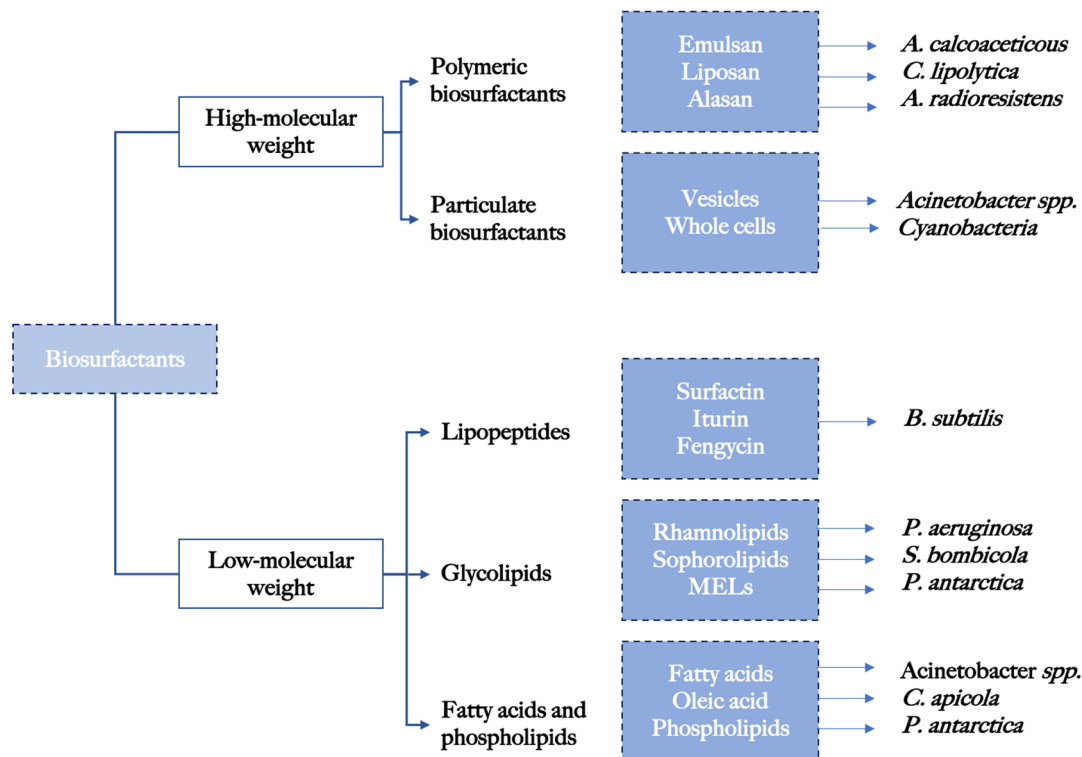 Biosurfactants
High-molecular
weight
Polymeric
biosurfactants
Emulsan
Liposan
Alasan
A. calcoaceticous
C. lipolytica
A. radioresistens
Particulate
biosurfactants
Vesicles
Whole cells
Acinetobacter spp.
Cyanobacteria
Low-molecular
weight
Lipopeptides
Surfactin
Iturin
Fengycin
B. subtilis
Glycolipids
Rhamnolipids
Sophorolipids
MELs
P. aeruginosa
S. bombicola
P. antarctica
Fatty acids and
phospholipids
Fatty acids
Oleic acid
Phospholipids
Acinetobacter spp.
C. apicola
P. antarctica